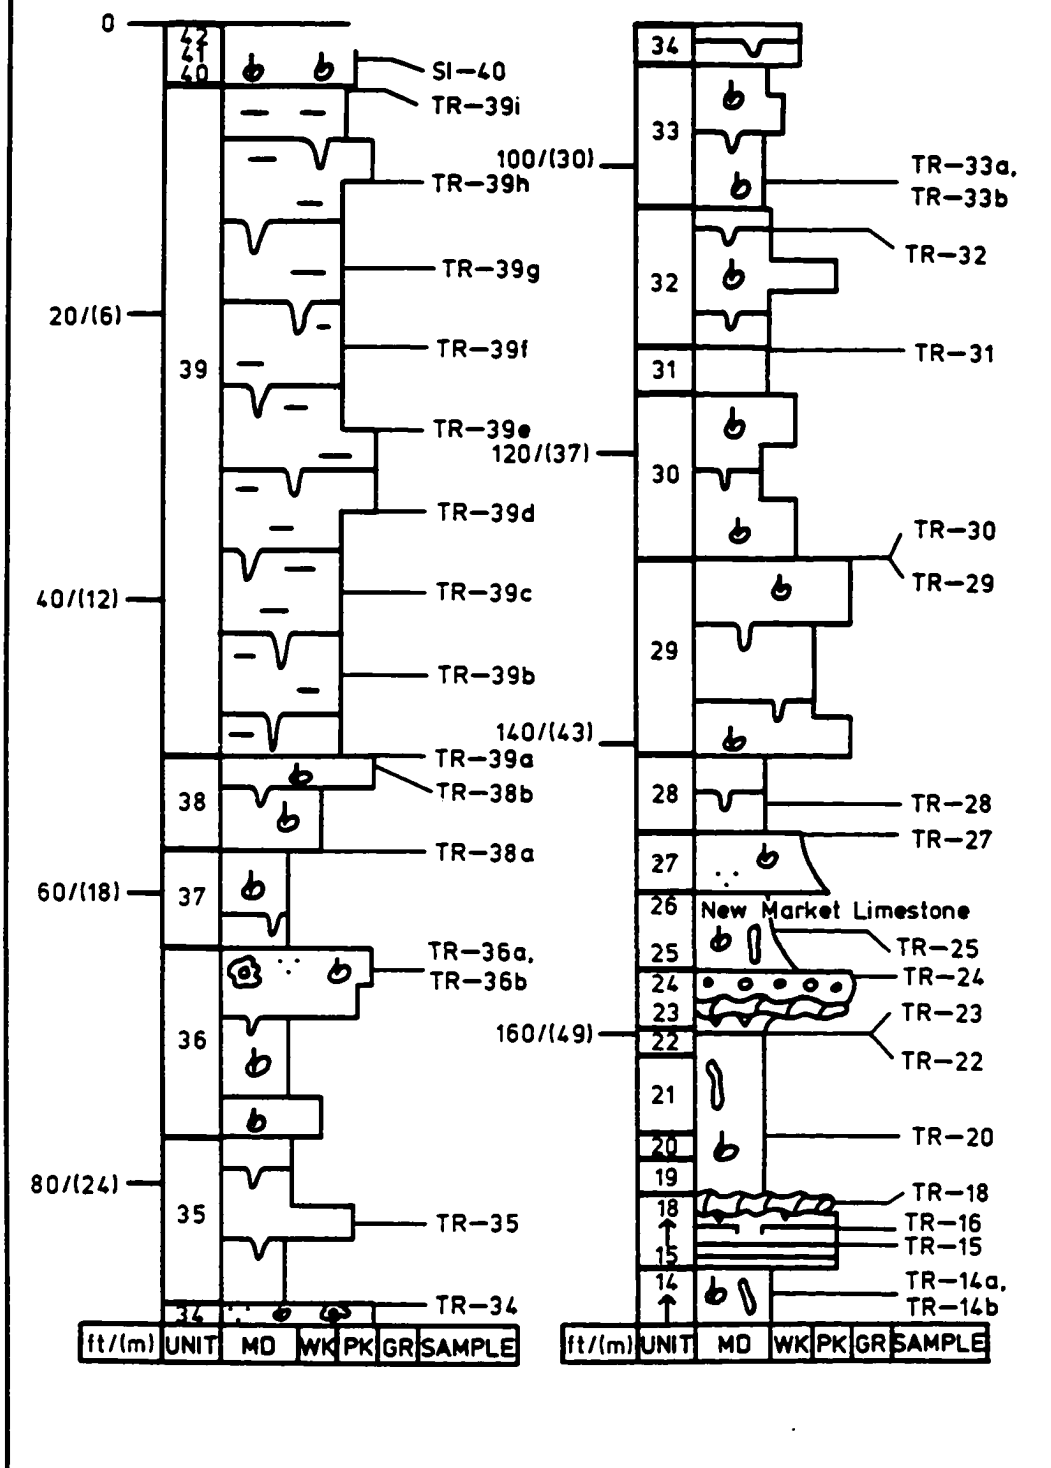 0
42
41
40
SI-40
TR-39i
TR-39h
TR-39g
20/(6)
TR-39f
39
TR-39e
TR-39d
40/(12)
TR-39c
TR-39b
TR-39a
TR-38b
38
TR-38a
60/(18)
37
TR-36a,
TR-36b
36
80/(24)
35
TR-35
TR-34
34
ft/(m) UNIT MD WK PK GR SAMPLE
34
33
100/(30)
TR-33a,
TR-33b
TR-32
32
TR-31
31
120/(37)
30
TR-30
TR-29
29
140/(43)
28
TR-28
TR-27
27
26 New Market Limestone
25 TR-25
24 TR-24
23 TR-23
160/(49)
22
TR-22
21
20 TR-20
19
18 TR-18
TR-16
15 TR-15
14 TR-14a,
TR-14b
ft/(m) UNIT MD WK PK GR SAMPLE